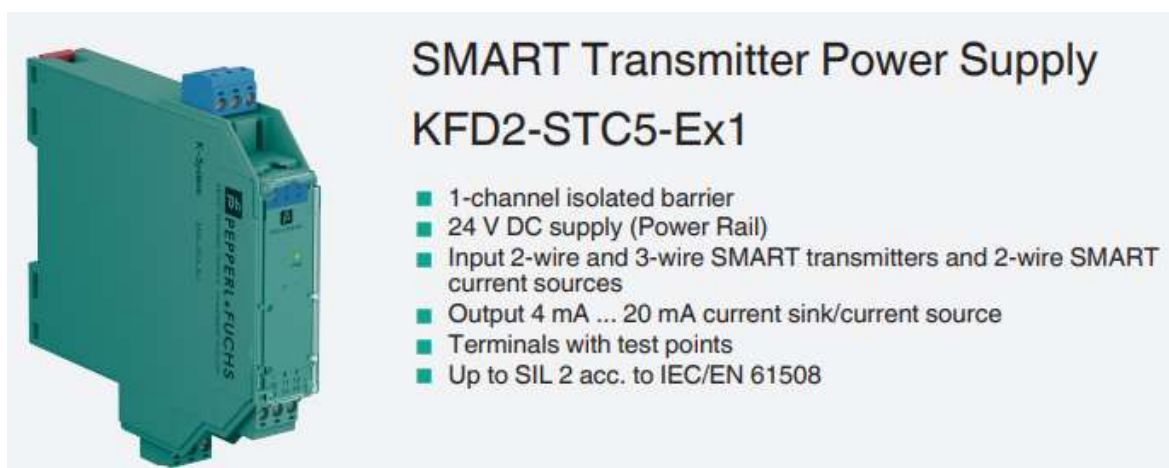 SMART Transmitter Power Supply
KFD2-STC5-Ex1
1-channel isolated barrier
24 V DC supply (Power Rail)
Input 2-wire and 3-wire SMART transmitters and 2-wire SMART
current sources
Output 4 mA ... 20 mA current sink/current source
Terminals with test points
Up to SIL 2 acc. to IEC/EN 61508
K-System
PEPPERL+FUCHS